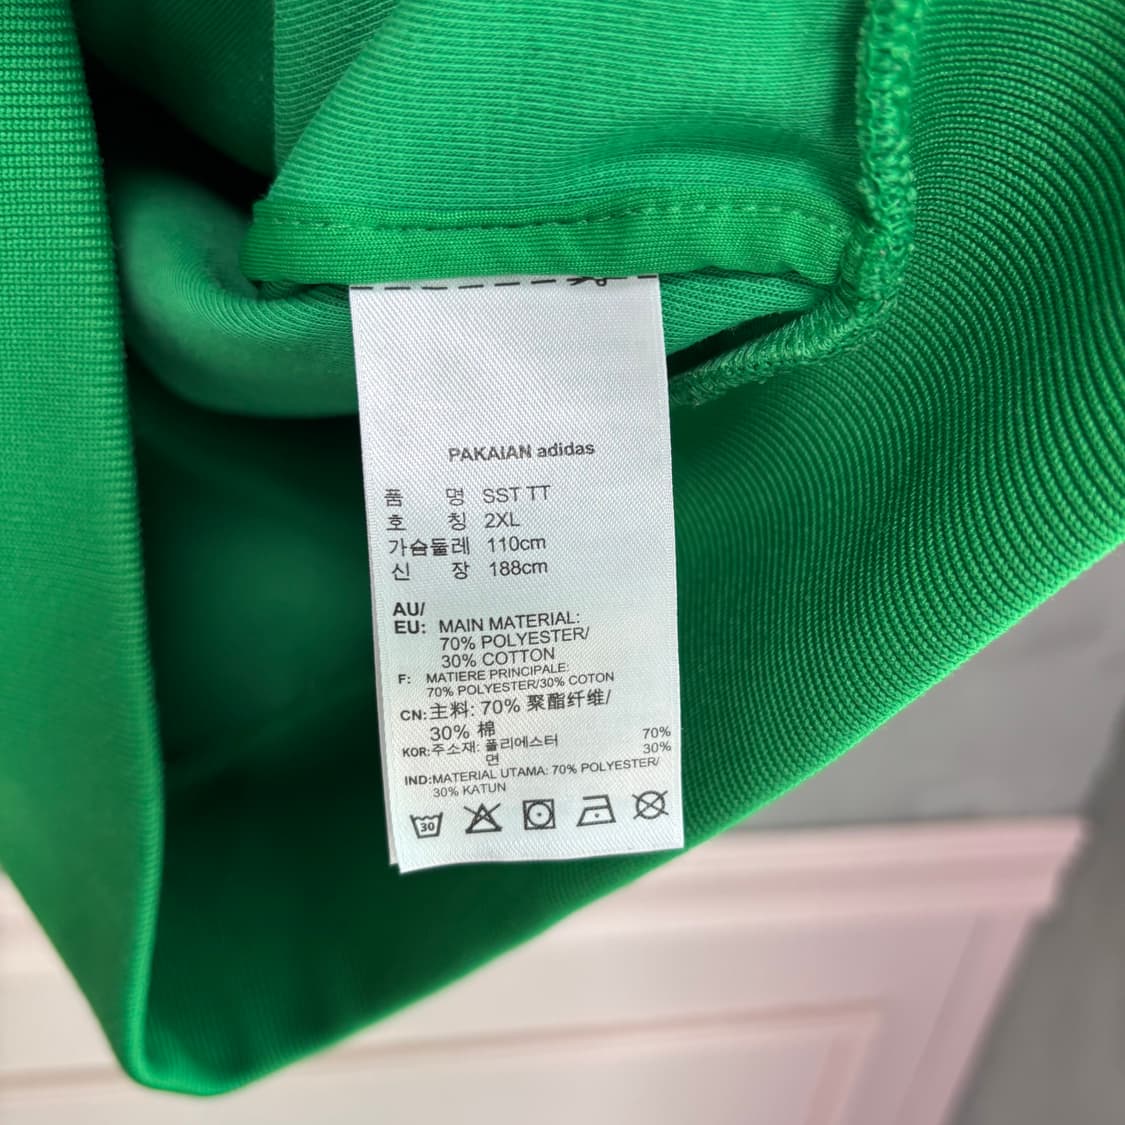 PAKAIAN adidas
품 명 SST TT
호 칭 2XL
가슴둘레 110cm
신 장 188cm
AU/
EU: MAIN MATERIAL:
70% POLYESTER/
30% COTTON
F: MATIERE PRINCIPALE:
70% POLYESTER/30% COTON
CN: 主料: 70% 聚酯纤维/
30% 棉
KOR: 주소재: 폴리에스터 70%
면 30%
IND: MATERIAL UTAMA: 70% POLYESTER/
30% KATUN
30